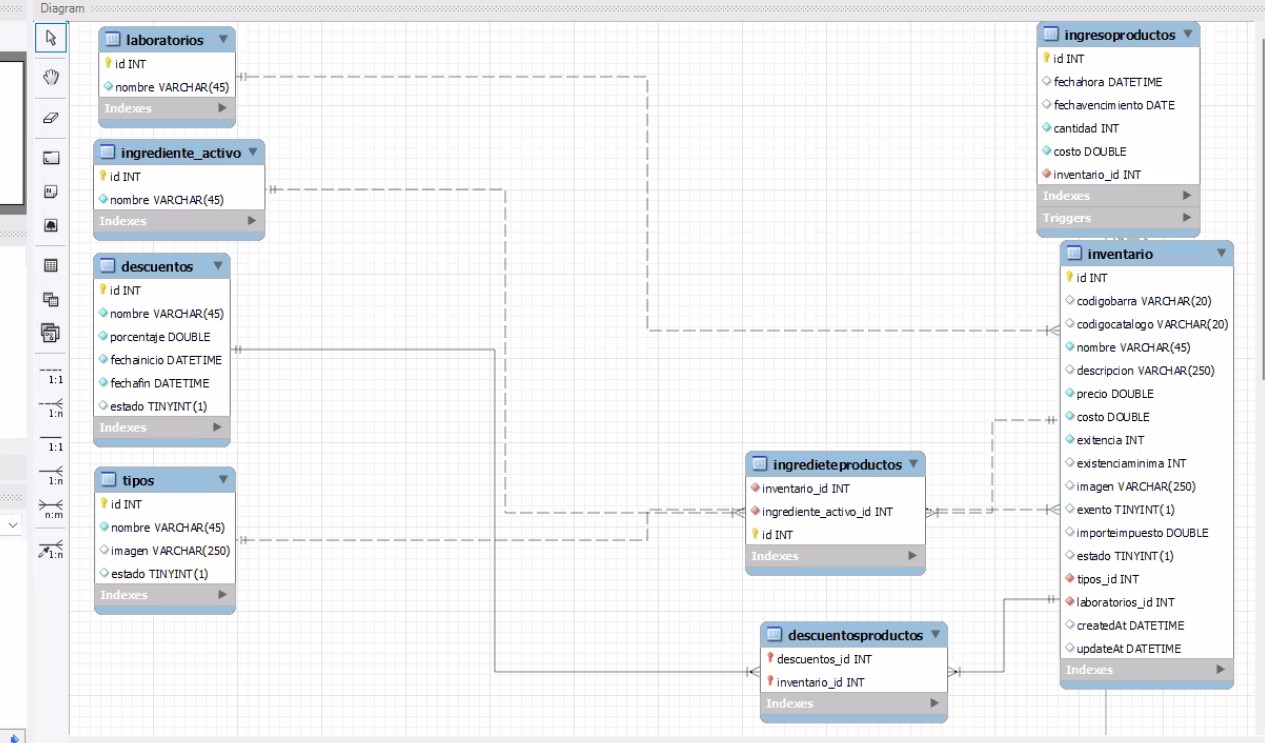 Diagram
laboratorios
id INT
nombre VARCHAR(45)
Indexes
ingrediente_activo
id INT
nombre VARCHAR(45)
Indexes
descuentos
id INT
nombre VARCHAR(45)
porcentaje DOUBLE
fechainicio DATETIME
fechafin DATETIME
estado TINYINT(1)
Indexes
tipos
id INT
nombre VARCHAR(45)
imagen VARCHAR(250)
estado TINYINT(1)
Indexes
1:1
1:n
1:1
1:n
n:m
1:n
ingredieteproductos
inventario_id INT
ingrediente_activo_id INT
id INT
Indexes
descuentosproductos
descuentos_id INT
inventario_id INT
Indexes
ingresoproductos
id INT
fechahora DATETIME
fechavencimiento DATE
cantidad INT
costo DOUBLE
inventario_id INT
Indexes
Triggers
inventario
id INT
codigobarra VARCHAR(20)
codigocatalogo VARCHAR(20)
nombre VARCHAR(45)
descripcion VARCHAR(250)
precio DOUBLE
costo DOUBLE
exitencia INT
existenciaminima INT
imagen VARCHAR(250)
exento TINYINT(1)
importeimpuesto DOUBLE
estado TINYINT(1)
tipos_id INT
laboratorios_id INT
createdAt DATETIME
updateAt DATETIME
Indexes